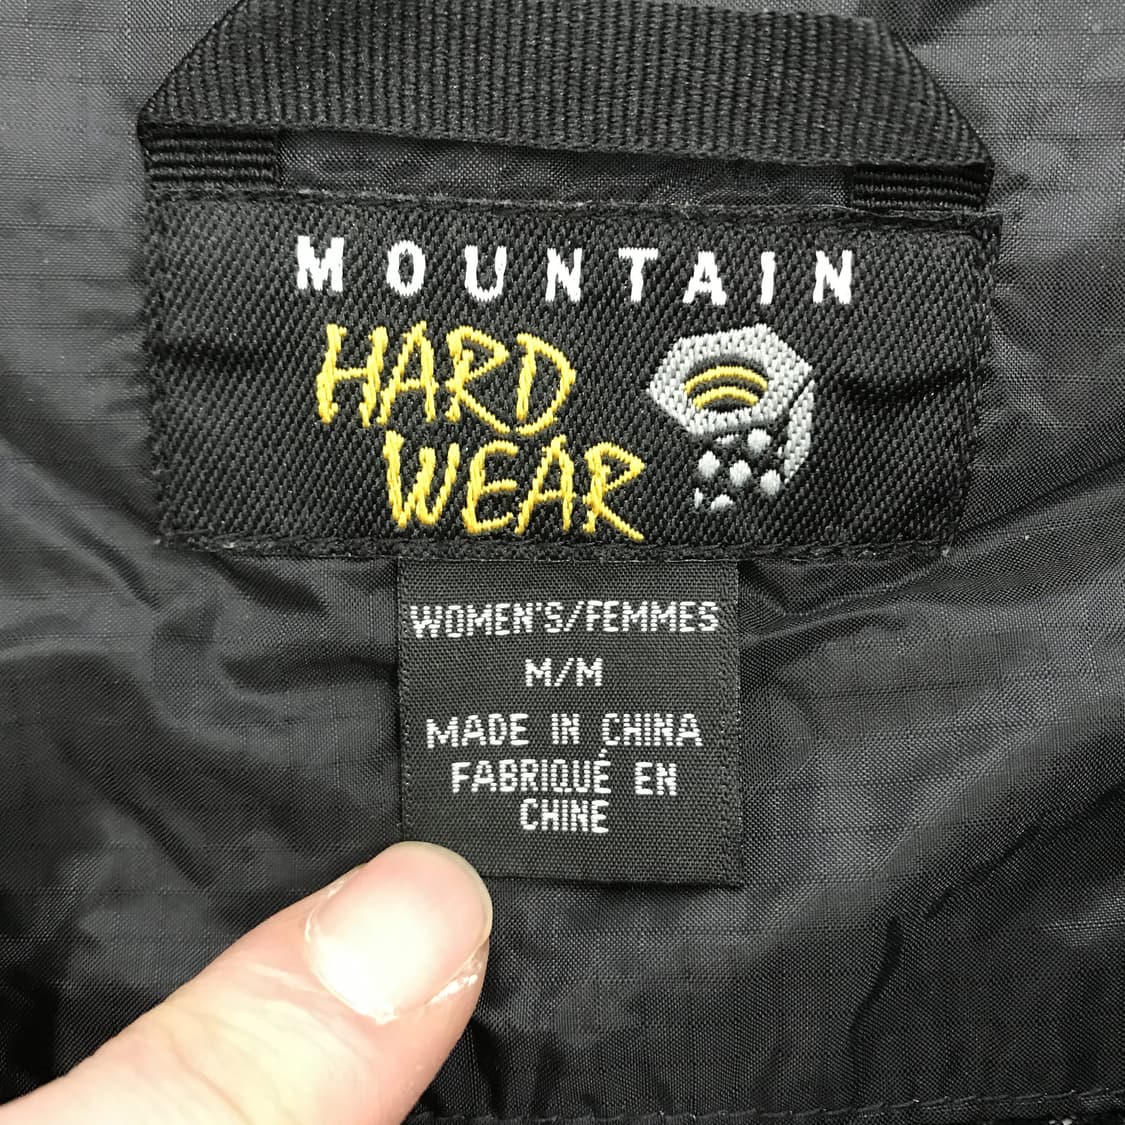 MOUNTAIN
HARD
WEAR
WOMEN'S/FEMMES
M/M
MADE IN CHINA
FABRIQUÉ EN
CHINE